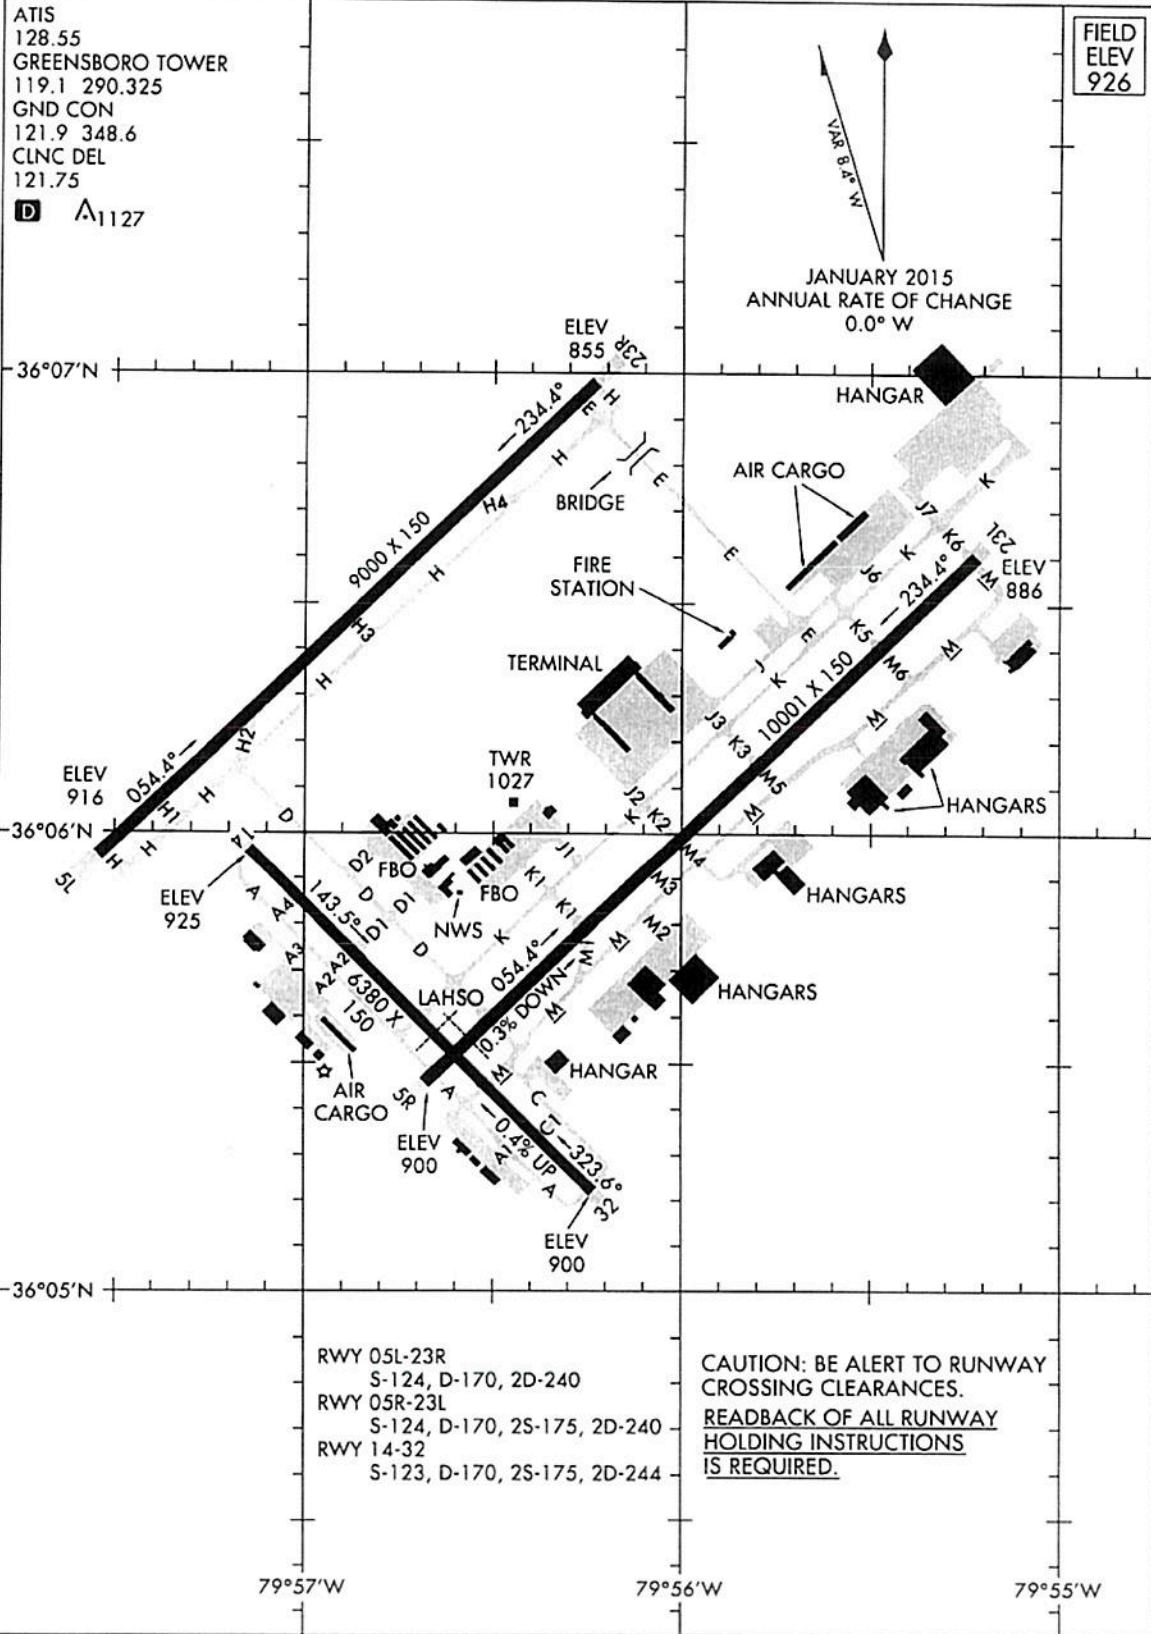 ATIS
128.55
GREENSBORO TOWER
119.1 290.325
GND CON
121.9 348.6
CLNC DEL
121.75
D 1127
FIELD
ELEV
926
VAR 8.4° W
JANUARY 2015
ANNUAL RATE OF CHANGE
0.0° W
36°07'N
ELEV
855
23R
234.4°
H
E
H
H4
BRIDGE
E
E
9000 X 150
H
H3
H
H2
HANGAR
AIR CARGO
J7
K
K6
23L
K
J6
ELEV
886
W
234.4°
FIRE
STATION
E
K5
M6
M
TERMINAL
J
K
10001 X 150
M
J3
K3
M5
HANGARS
M
ELEV
916
054.4°
H1
H
H
H
5L
36°06'N
14
D
TWR
1027
J2
K2
K
J1
M4
D2
FBO
FBO
K1
M3
HANGARS
ELEV
925
A
A4
143.5°
D
D1
D1
NWS
K1
M2
D
K
054.4°
M1
M
HANGARS
A3
A2
A2
6380 X
150
LAHSO
0.3% DOWN
M
M
HANGAR
AIR
CARGO
5R
A
C
C
ELEV
900
0.4% UP
A1
323.6°
A
32
ELEV
900
36°05'N
RWY 05L-23R
S-124, D-170, 2D-240
RWY 05R-23L
S-124, D-170, 2S-175, 2D-240
RWY 14-32
S-123, D-170, 2S-175, 2D-244
CAUTION: BE ALERT TO RUNWAY
CROSSING CLEARANCES.
READBACK OF ALL RUNWAY
HOLDING INSTRUCTIONS
IS REQUIRED.
79°57'W
79°56'W
79°55'W